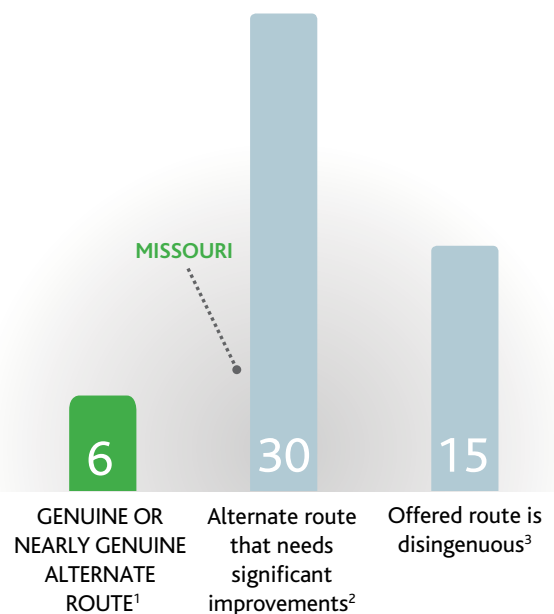 MISSOURI
6
30
15
GENUINE OR
NEARLY GENUINE
ALTERNATE
ROUTE¹
Alternate route
that needs
significant
improvements²
Offered route is
disingenuous³